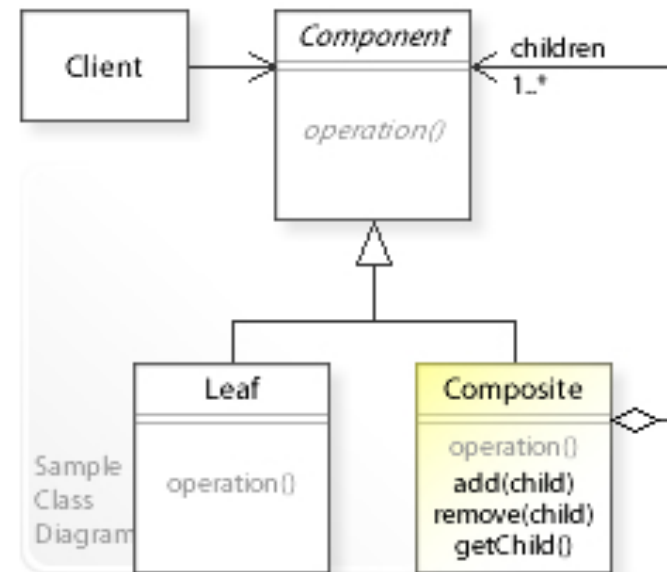 Client
Component
operation()
children
1..*
Leaf
operation()
Composite
operation()
add(child)
remove(child)
getChild()
Sample
Class
Diagram